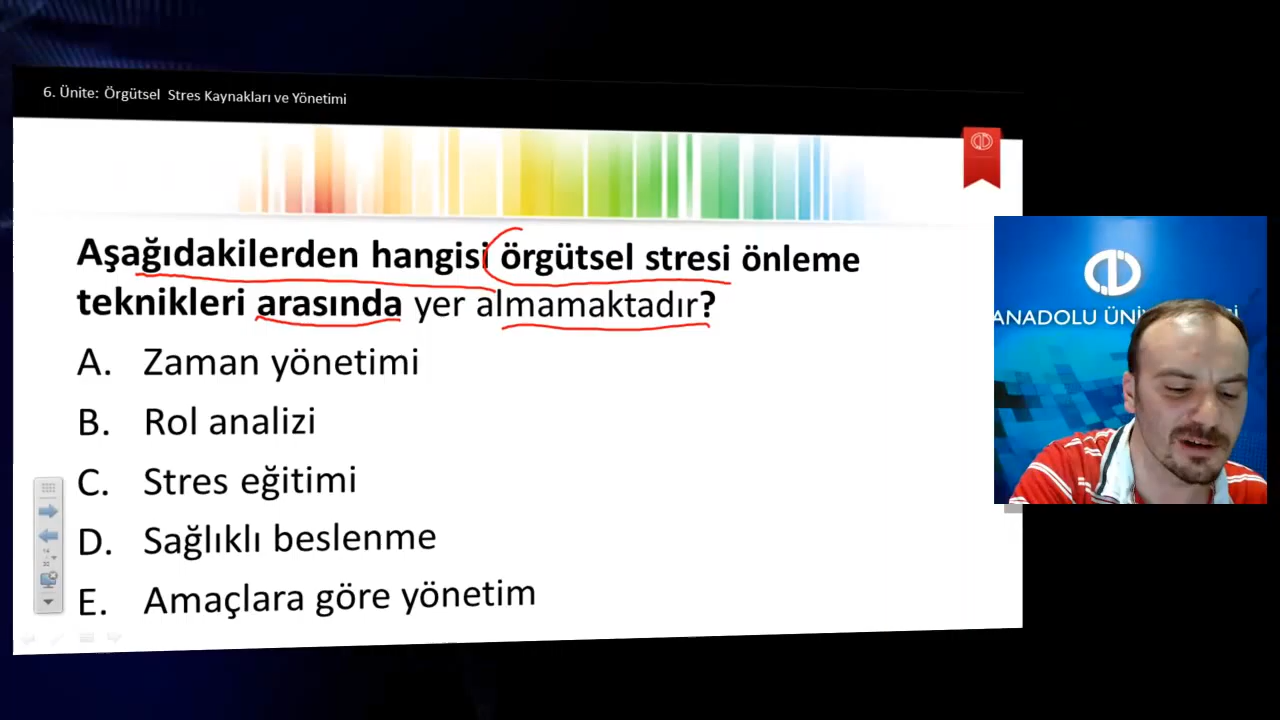 6. Ünite: Örgütsel Stres Kaynakları ve Yönetimi
Aşağıdakilerden hangisi örgütsel stresi önleme
teknikleri arasında yer almamaktadır?
A. Zaman yönetimi
B. Rol analizi
C. Stres eğitimi
D. Sağlıklı beslenme
E. Amaçlara göre yönetim
ANADOLU